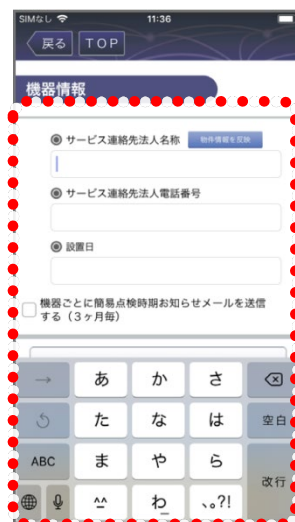 SIMなし 11:36
戻る TOP
機器情報
サービス連絡先法人名称 物件情報を反映
サービス連絡先法人電話番号
設置日
機器ごとに簡易点検時期お知らせメールを送信
する（3ヶ月毎）
→ あ か さ
た な は 空白
ABC ま や ら
改行
^^ わ 、。?!